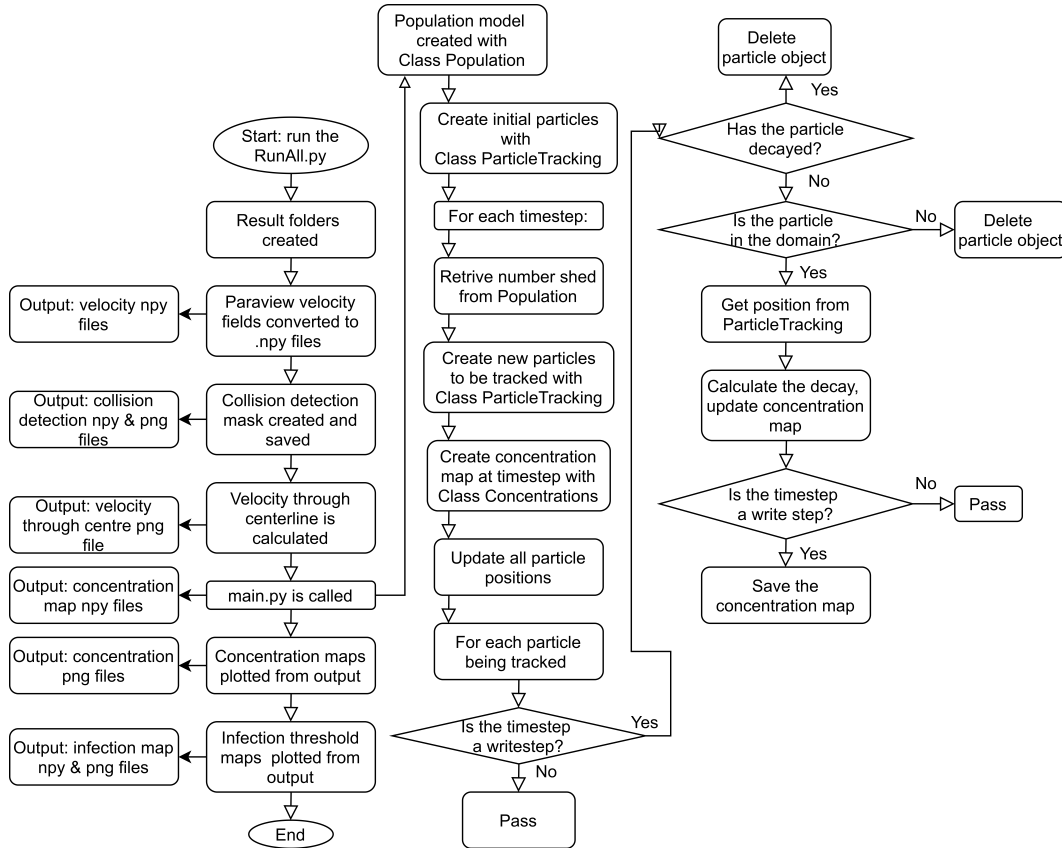 Start: run the
RunAll.py
Result folders
created
Paraview velocity
fields converted to
.npy files
Output: velocity npy
files
Collision detection
mask created and
saved
Output: collision
detection npy & png
files
Velocity through
centerline is
calculated
Output: velocity
through centre png
file
main.py is called
Output: concentration
map npy files
Concentration maps
plotted from output
Output: concentration
png files
Infection threshold
maps plotted from
output
Output: infection map
npy & png files
End
Population model
created with
Class Population
Create initial particles
with
Class ParticleTracking
For each timestep:
Retrive number shed
from Population
Create new particles
to be tracked with
Class ParticleTracking
Create concentration
map at timestep with
Class Concentrations
Update all particle
positions
For each particle
being tracked
Is the timestep
a writestep?
Yes
No
Pass
Delete
particle object
Yes
Has the particle
decayed?
No
Is the particle
in the domain?
No
Delete
particle object
Yes
Get position from
ParticleTracking
Calculate the decay,
update concentration
map
Is the timestep
a write step?
No
Pass
Yes
Save the
concentration map